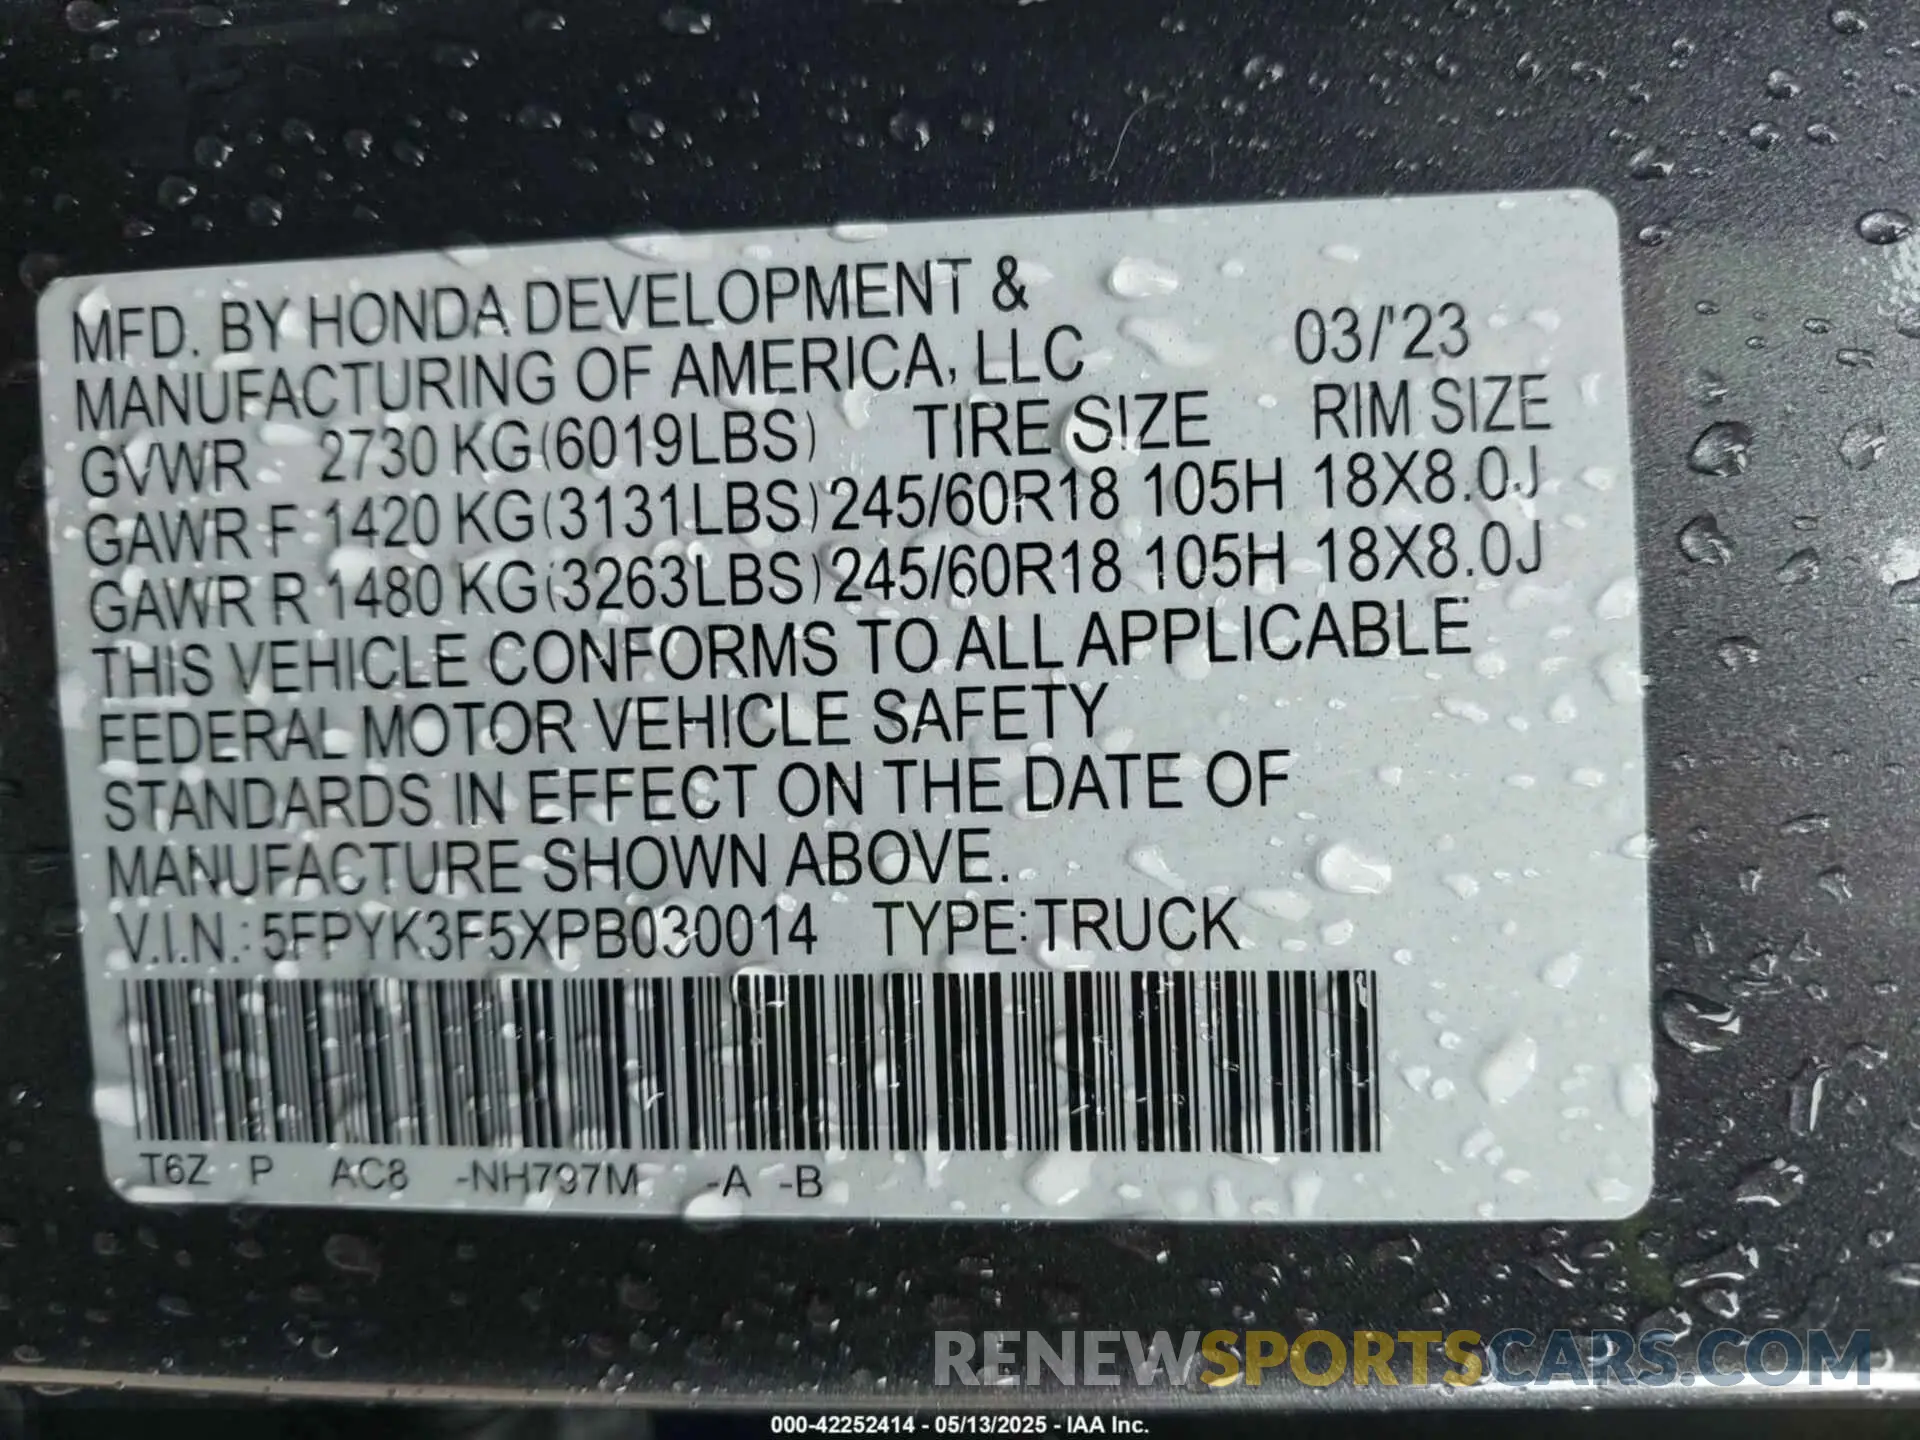 MFD. BY HONDA DEVELOPMENT &
MANUFACTURING OF AMERICA, LLC 03/'23
GVWR 2730 KG(6019LBS) TIRE SIZE RIM SIZE
GAWR F 1420 KG(3131LBS) 245/60R18 105H 18X8.0J
GAWR R 1480 KG(3263LBS) 245/60R18 105H 18X8.0J
THIS VEHICLE CONFORMS TO ALL APPLICABLE
FEDERAL MOTOR VEHICLE SAFETY
STANDARDS IN EFFECT ON THE DATE OF
MANUFACTURE SHOWN ABOVE.
V.I.N.: 5FPYK3F5XPB030014 TYPE: TRUCK
T6Z P AC8 -NH797M -A -B
RENEWSPORTSCARS.COM
000-42252414 - 05/13/2025 - IAA Inc.